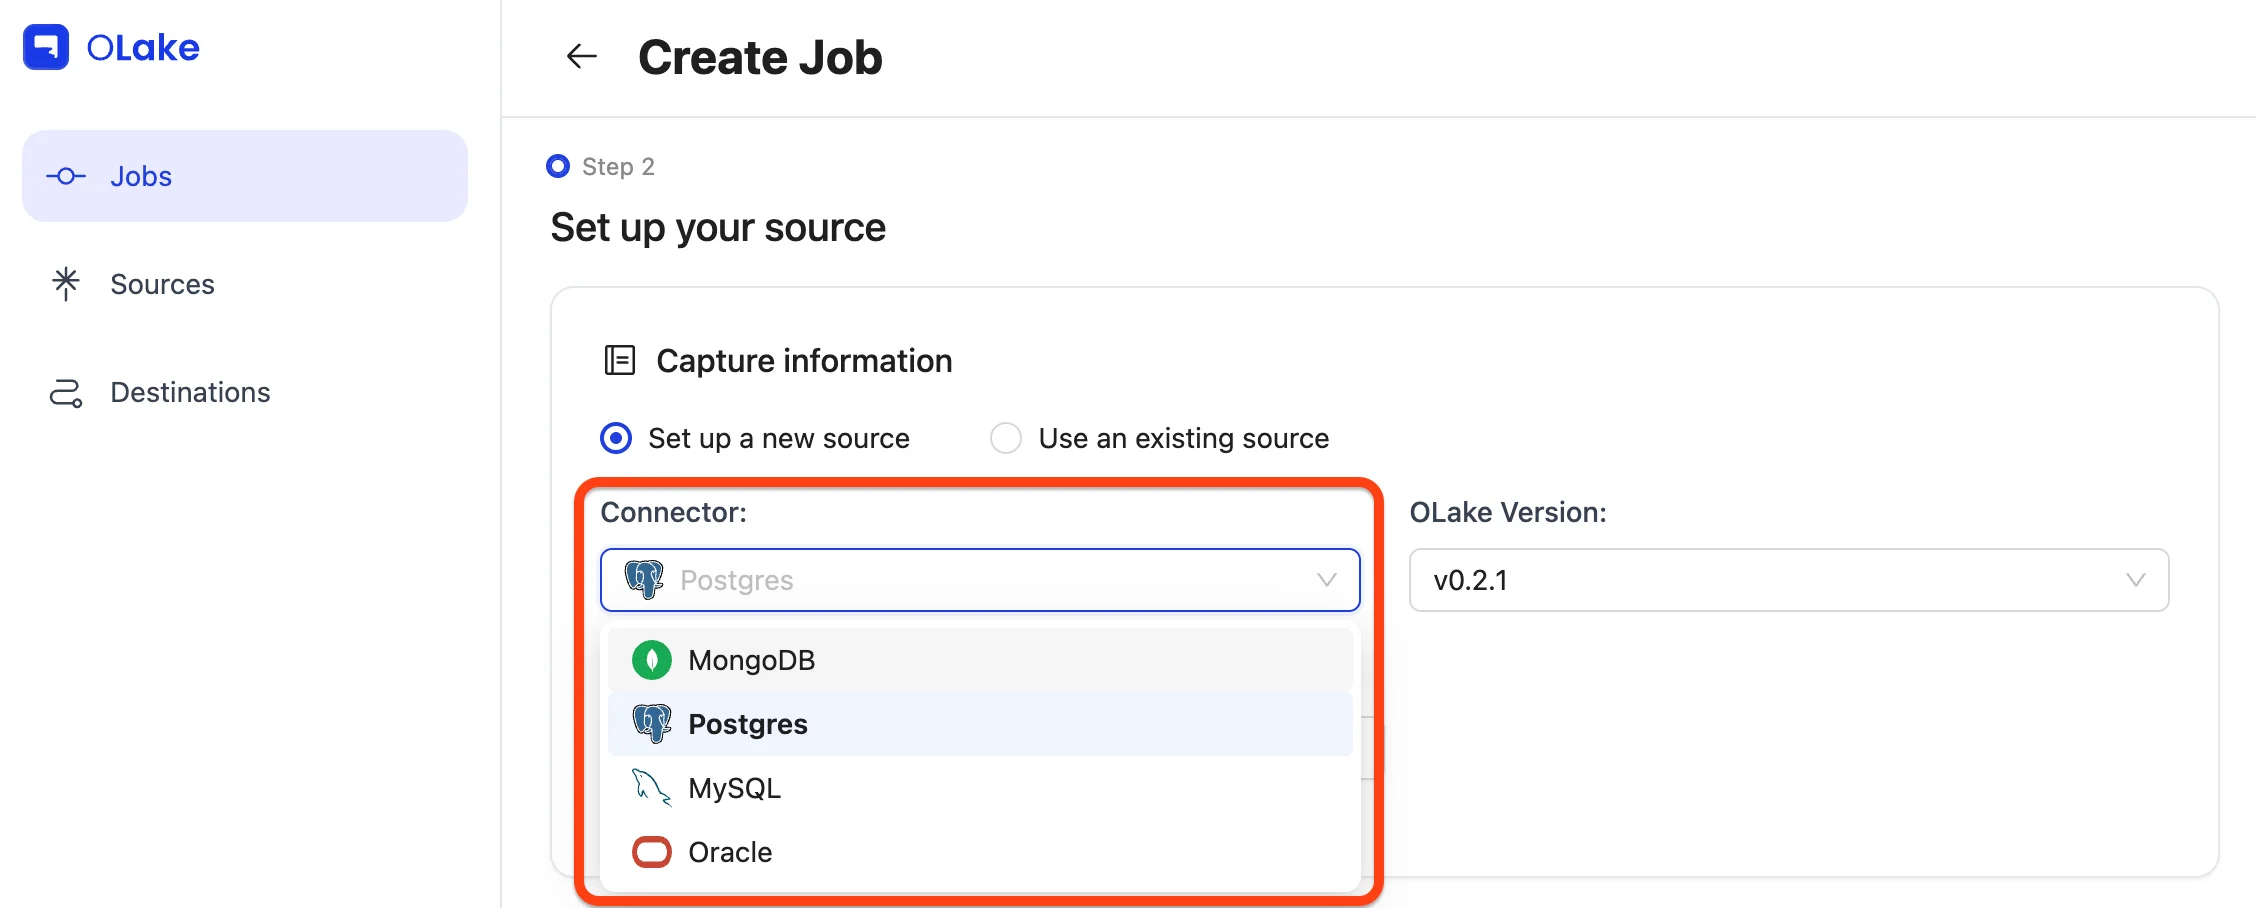 OLake
Create Job
Jobs
Sources
Destinations
Step 2
Set up your source
Capture information
Set up a new source
Use an existing source
Connector:
OLake Version:
Postgres
v0.2.1
MongoDB
Postgres
MySQL
Oracle